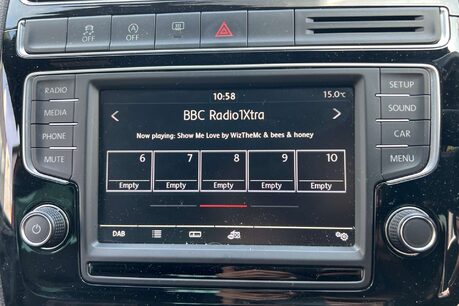 OFF OFF
RADIO
MEDIA
PHONE
MUTE
10:58 15.0°C
BBC Radio1Xtra
Now playing: Show Me Love by WizTheMc & bees & honey
6 7 8 9 10
Empty Empty Empty Empty Empty
DAB
SETUP
SOUND
CAR
MENU